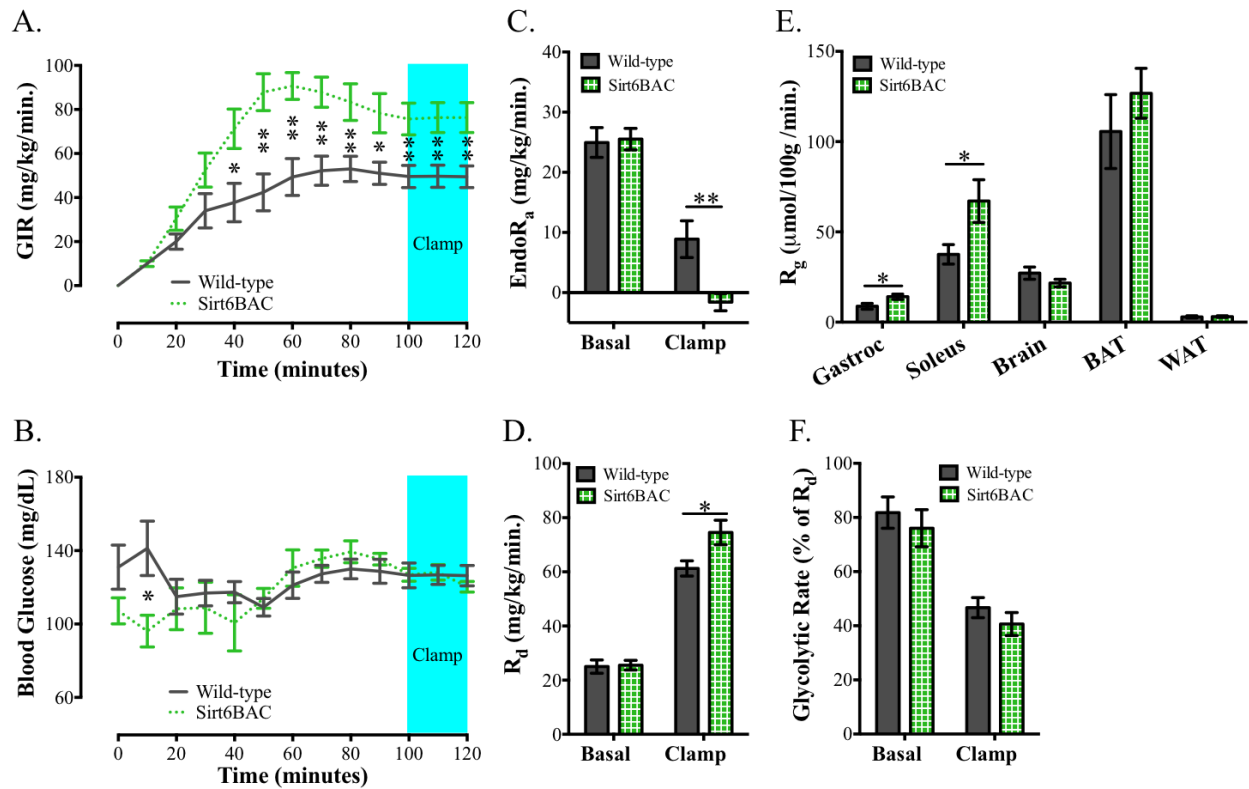 A.
GIR (mg/kg/min.)
100
80
60
40
20
0
* ** ** ** ** * ** ** **
Clamp
Wild-type
Sirt6BAC
0 20 40 60 80 100 120
Time (minutes)
B.
Blood Glucose (mg/dL)
180
140
100
60
*
Clamp
Wild-type
Sirt6BAC
0 20 40 60 80 100 120
Time (minutes)
C.
EndoRa (mg/kg/min.)
40
30
20
10
0
Wild-type
Sirt6BAC
**
Basal Clamp
D.
Rd (mg/kg/min.)
100
80
60
40
20
0
Wild-type
Sirt6BAC
*
Basal Clamp
E.
Rg (μmol/100g /min.)
150
100
50
0
Wild-type
Sirt6BAC
* *
Gastroc Soleus Brain BAT WAT
F.
Glycolytic Rate (% of Rd)
100
80
60
40
20
0
Wild-type
Sirt6BAC
Basal Clamp